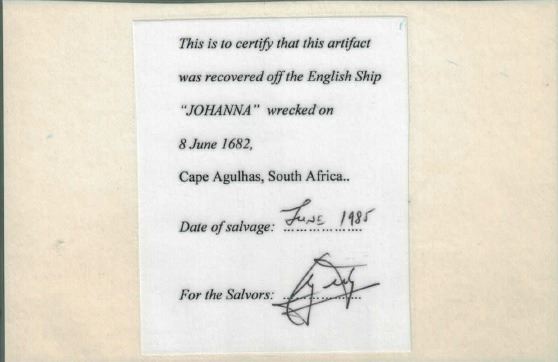 This is to certify that this artifact
was recovered off the English Ship
"JOHANNA" wrecked on
8 June 1682,
Cape Agulhas, South Africa..
Date of salvage: June 1985
For the Salvors: